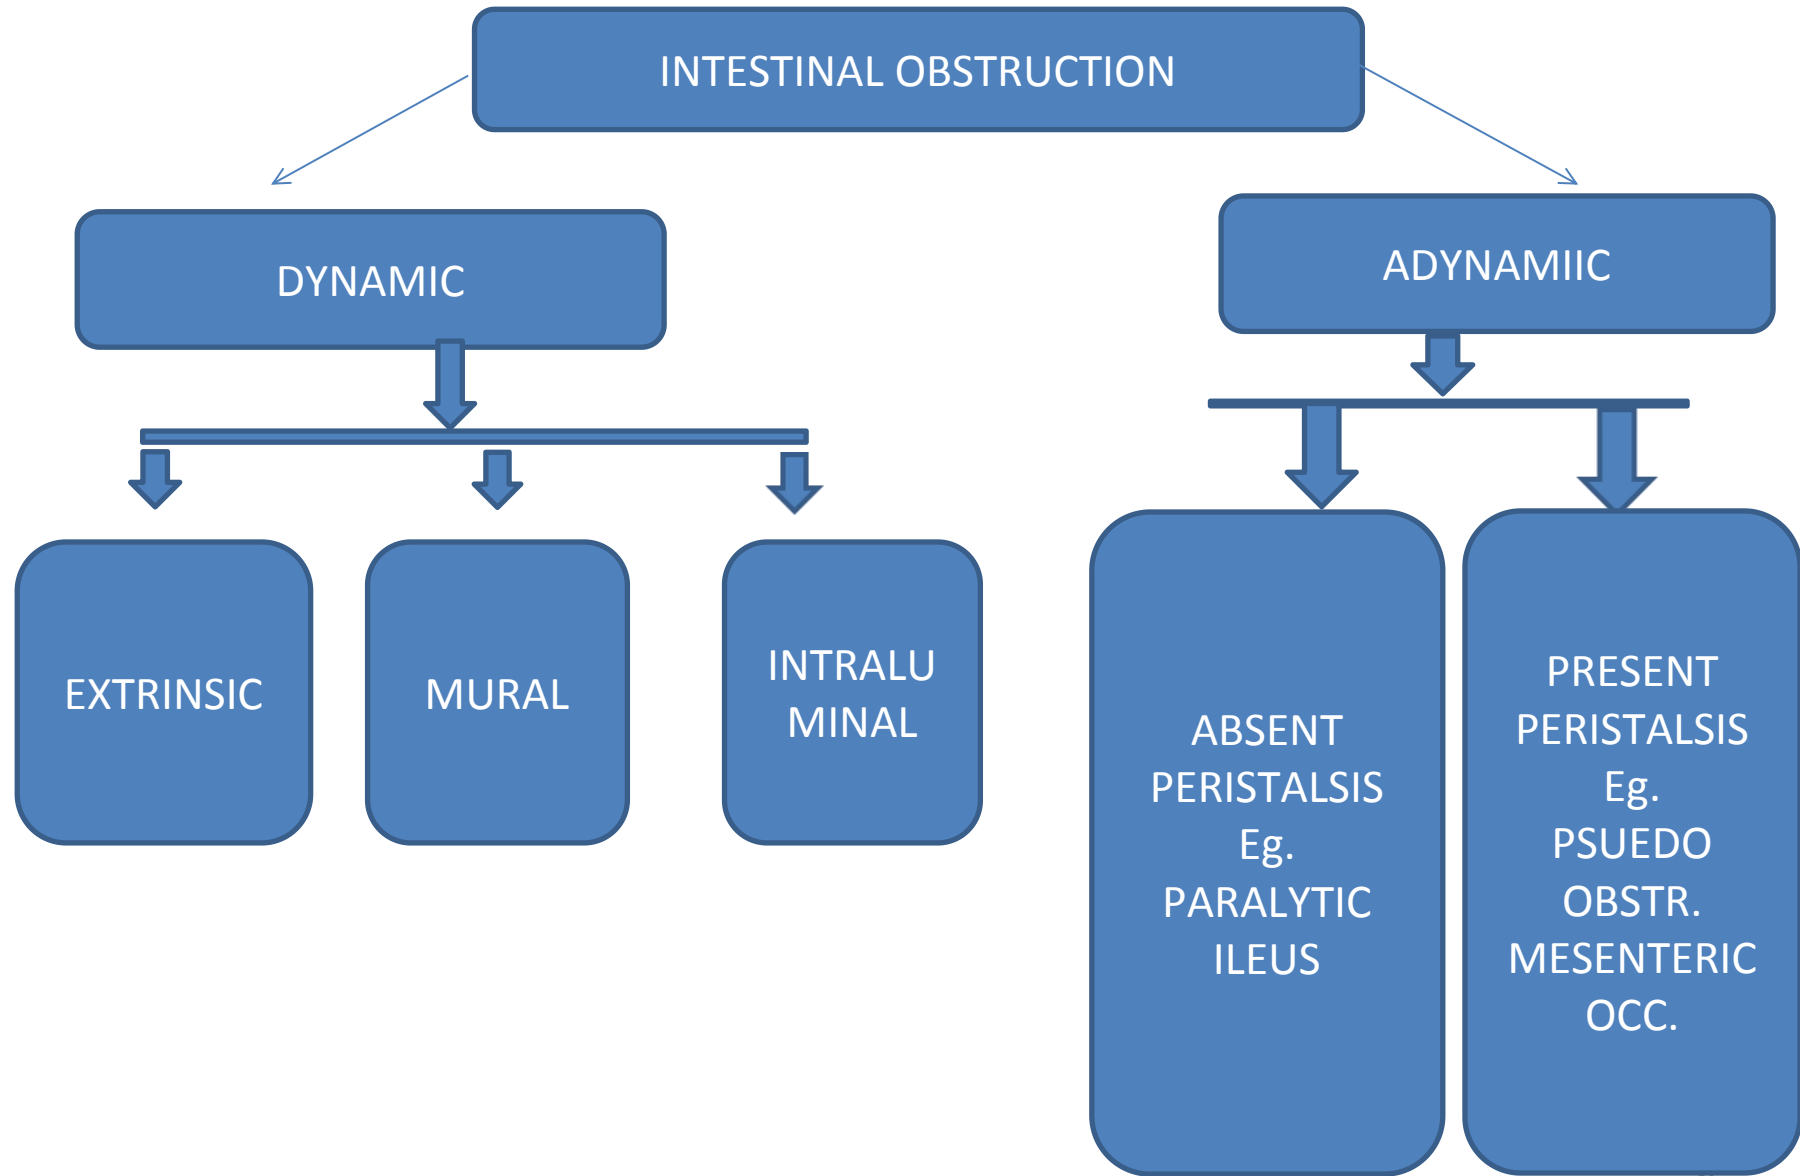 INTESTINAL OBSTRUCTION
DYNAMIC
ADYNAMIIC
EXTRINSIC
MURAL
INTRALU
MINAL
ABSENT
PERISTALSIS
Eg.
PARALYTIC
ILEUS
PRESENT
PERISTALSIS
Eg.
PSUEDO
OBSTR.
MESENTERIC
OCC.